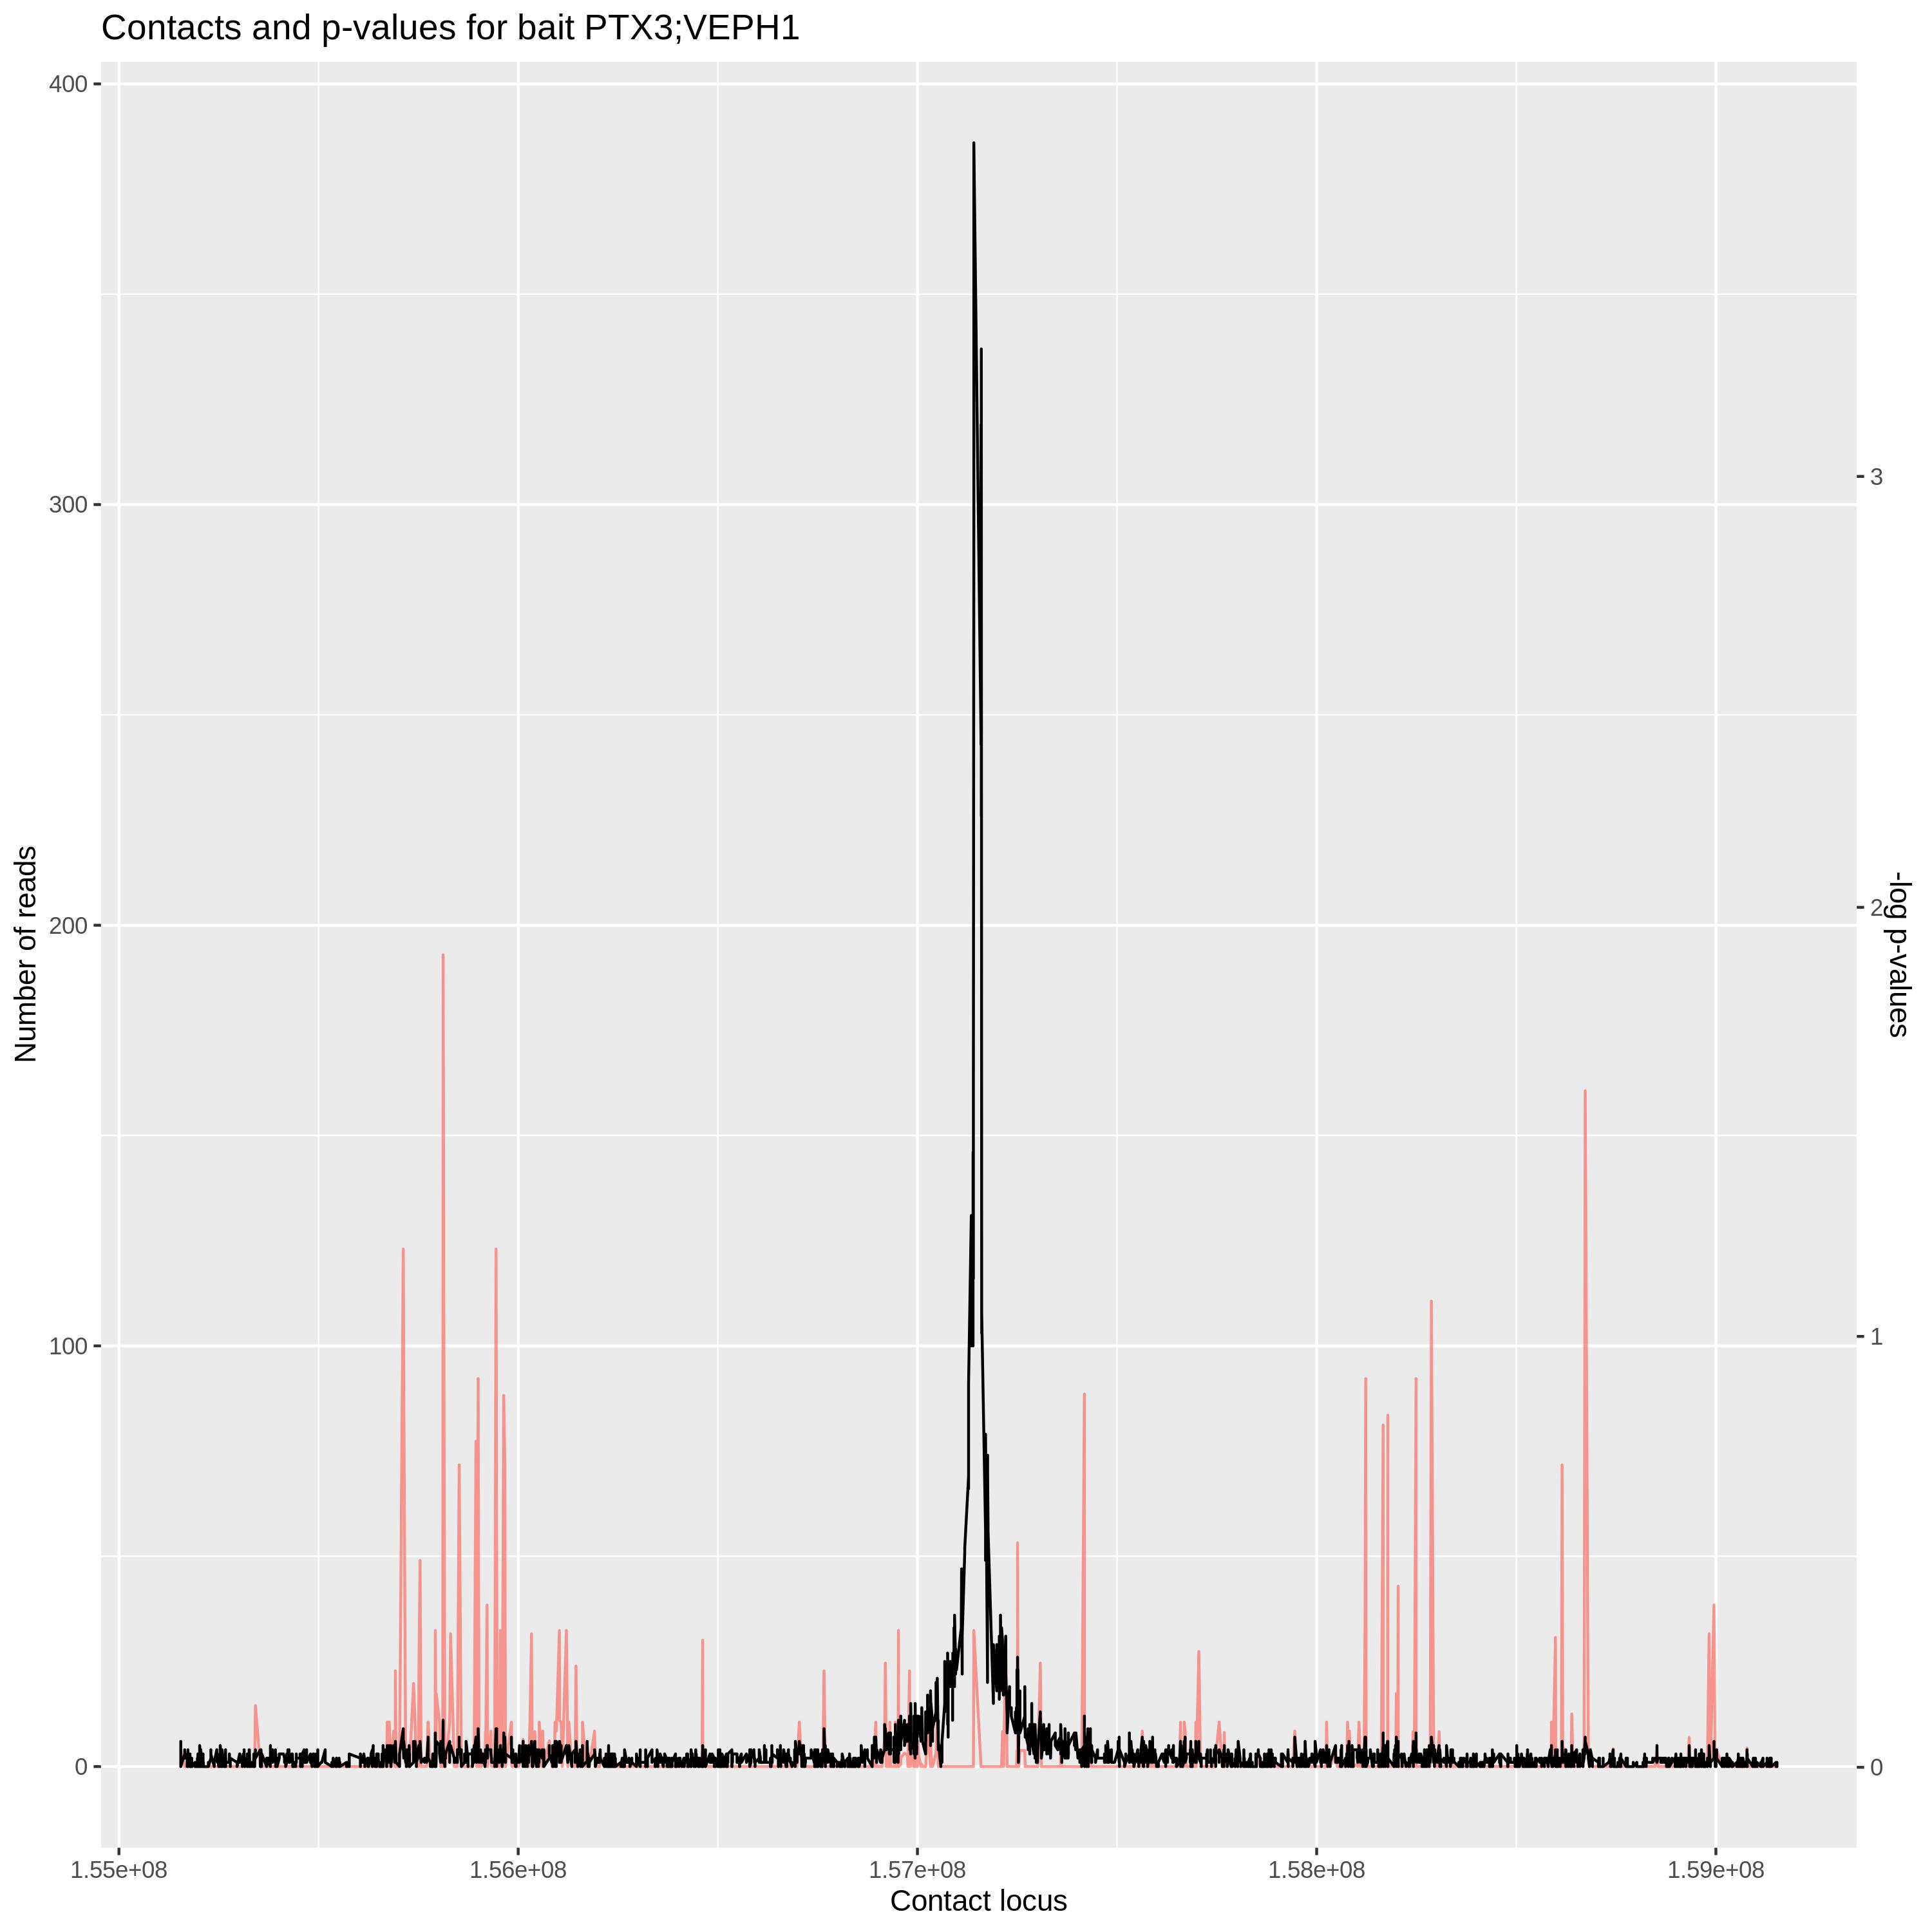 Contacts and p-values for bait PTX3;VEPH1
400
300
200
100
0
Number of reads
3
2
1
0
-log p-values
1.55e+08
1.56e+08
1.57e+08
1.58e+08
1.59e+08
Contact locus